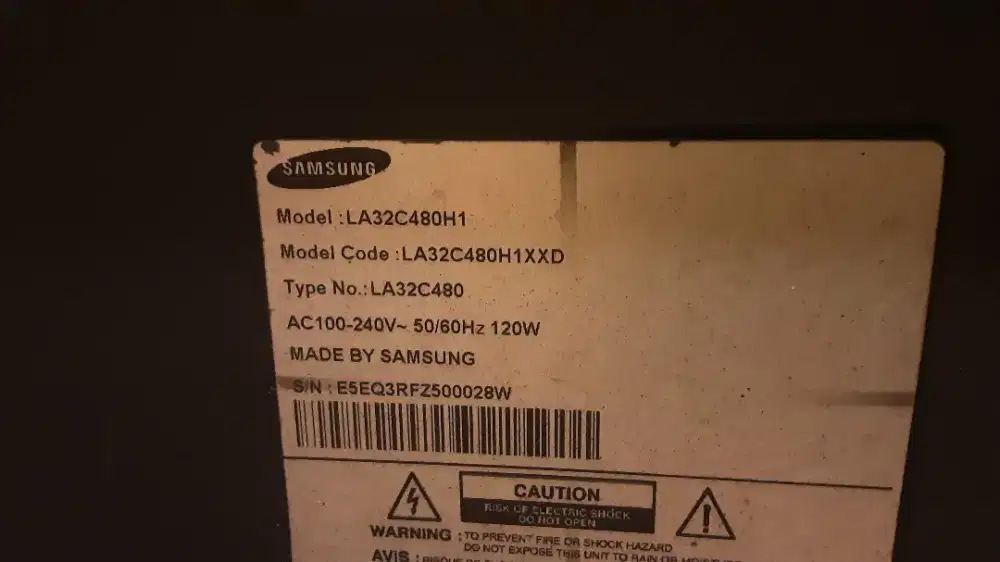 SAMSUNG
Model :LA32C480H1
Model Code :LA32C480H1XXD
Type No.:LA32C480
AC100-240V~ 50/60Hz 120W
MADE BY SAMSUNG
S/N : E5EQ3RFZ500028W
CAUTION
RISK OF ELECTRIC SHOCK
DO NOT OPEN
WARNING : TO PREVENT FIRE OR SHOCK HAZARD
DO NOT EXPOSE THIS UNIT TO RAIN OR
AVIS :